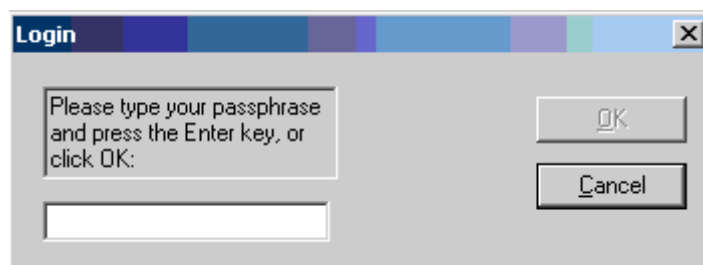 Login
Please type your passphrase
and press the Enter key, or
click OK:
OK
Cancel